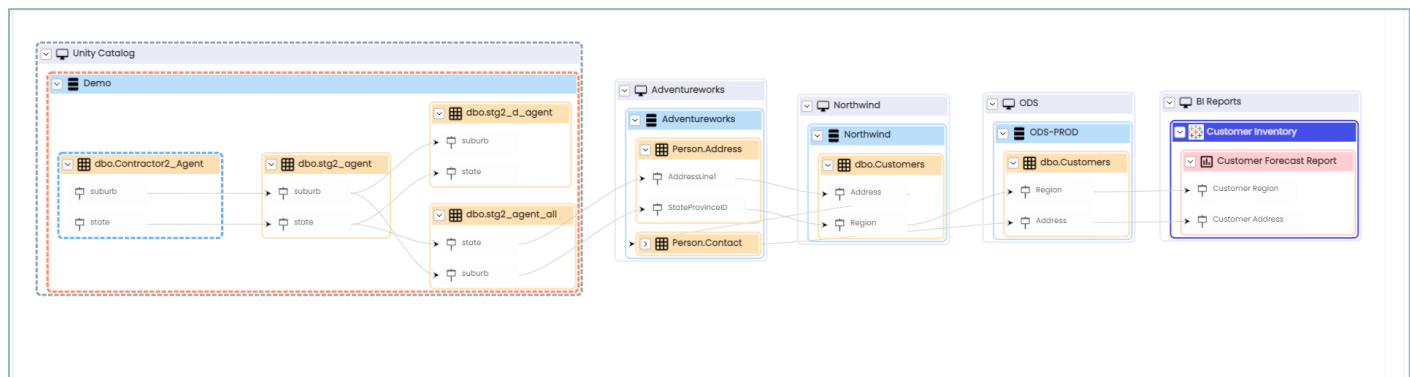 Unity Catalog
Demo
dbo.Contractor2_Agent
suburb
state
dbo.stg2_agent
suburb
state
dbo.stg2_d_agent
suburb
state
dbo.stg2_agent_all
state
suburb
Adventureworks
Adventureworks
Person.Address
AddressLine1
StateProvinceID
Person.Contact
Northwind
Northwind
dbo.Customers
Address
Region
ODS
ODS-PROD
dbo.Customers
Region
Address
BI Reports
Customer Inventory
Customer Forecast Report
Customer Region
Customer Address